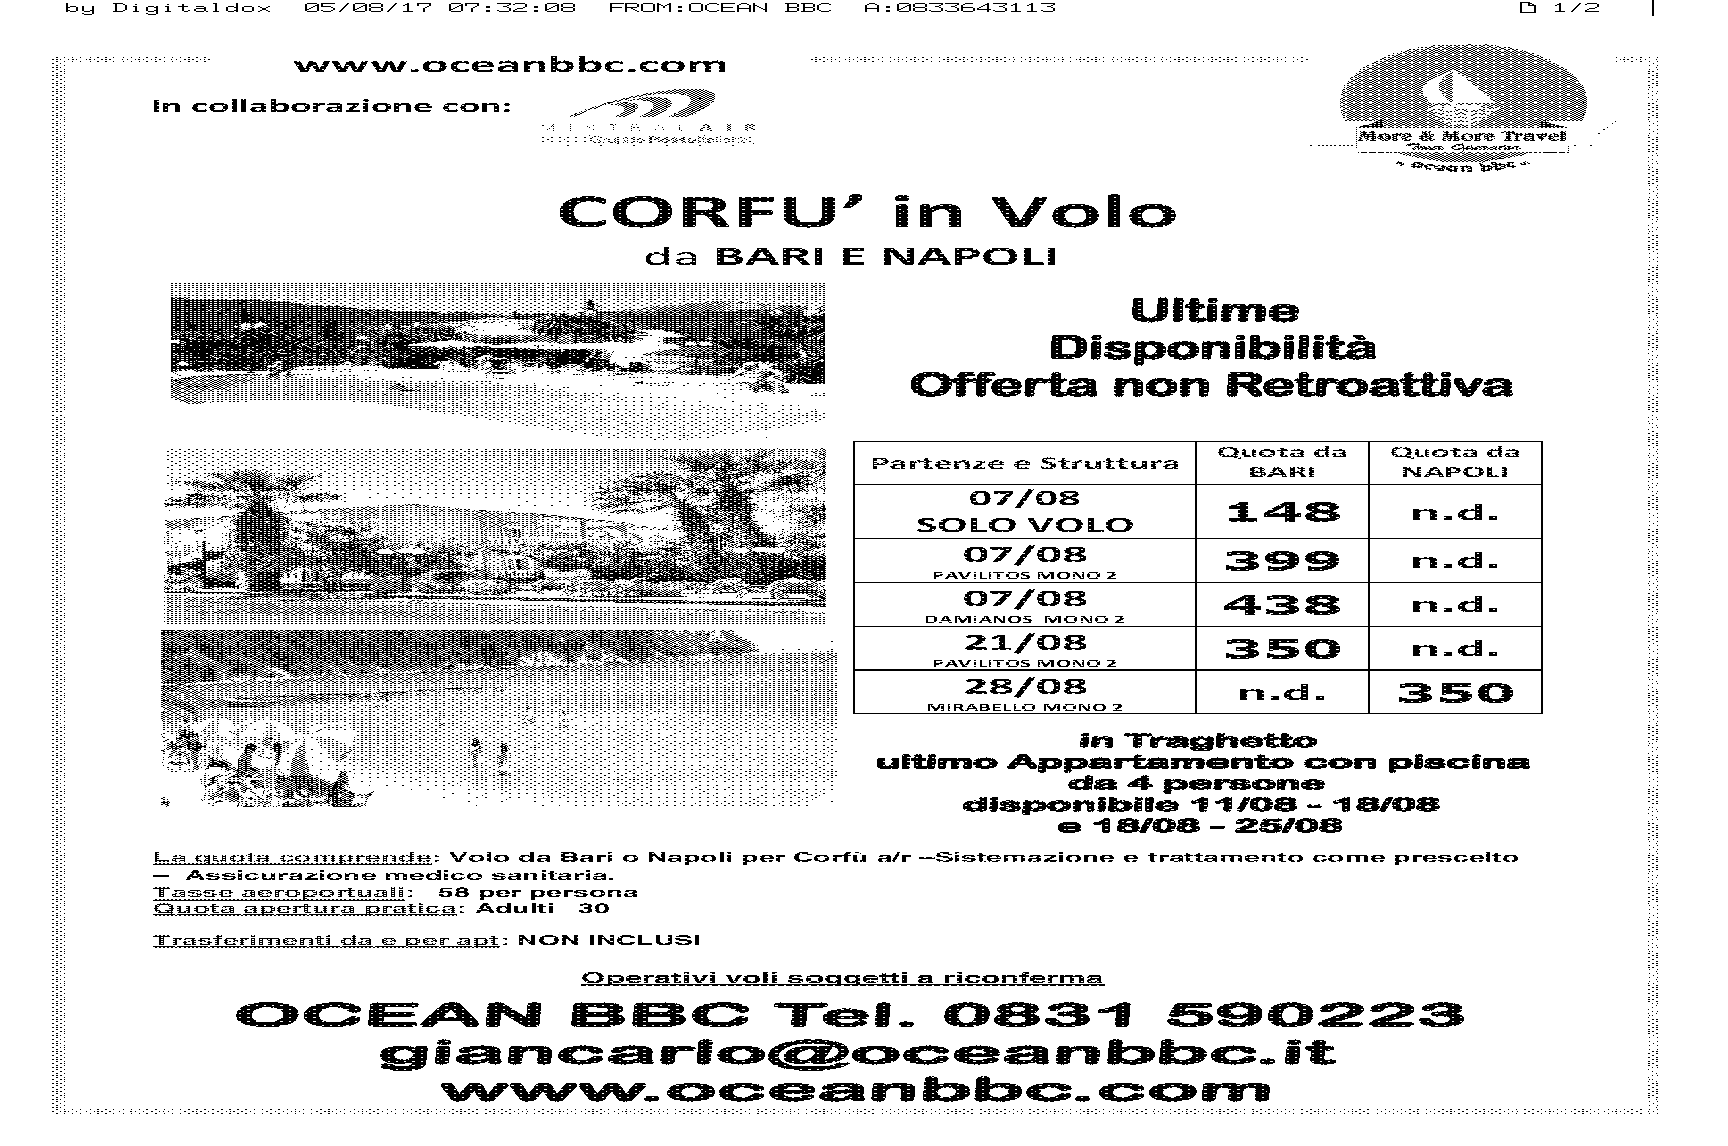 by Digitaldox 05/08/17 07:32:08 FROM:OCEAN BBC A:0833643113 1/2
www.oceanbbc.com
In collaborazione con:
MISTRALAIR
More & More Travel
Tour Operator
"Ocean bbc"
CORFU’ in Volo
da BARI E NAPOLI
Ultime
Disponibilità
Offerta non Retroattiva
Partenze e Struttura Quota da BARI Quota da NAPOLI
07/08 SOLO VOLO 148 n.d.
07/08 PAVILITOS MONO 2 399 n.d.
07/08 DAMIANOS MONO 2 438 n.d.
21/08 PAVILITOS MONO 2 350 n.d.
28/08 MIRABELLO MONO 2 n.d. 350
in Traghetto
ultimo Appartamento con piscina
da 4 persone
disponibile 11/08 - 18/08
e 18/08 – 25/08
La quota comprende: Volo da Bari o Napoli per Corfù a/r –Sistemazione e trattamento come prescelto
– Assicurazione medico sanitaria.
Tasse aeroportuali: 58 per persona
Quota apertura pratica: Adulti 30
Trasferimenti da e per apt: NON INCLUSI
Operativi voli soggetti a riconferma
OCEAN BBC Tel. 0831 590223
giancarlo@oceanbbc.it
www.oceanbbc.com